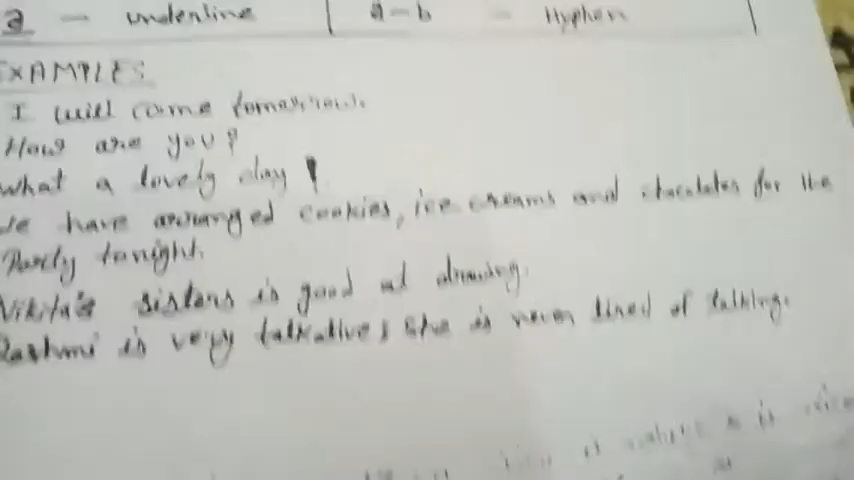 a — underline | a-b — Hyphen
EXAMPLES
I will come tomorrow.
How are you?
What a lovely day !
We have arranged cookies, ice creams and chocolates for the
Party tonight.
Nikita's sisters is good at drawing.
Rashmi is very talkative; She is never tired of talking.